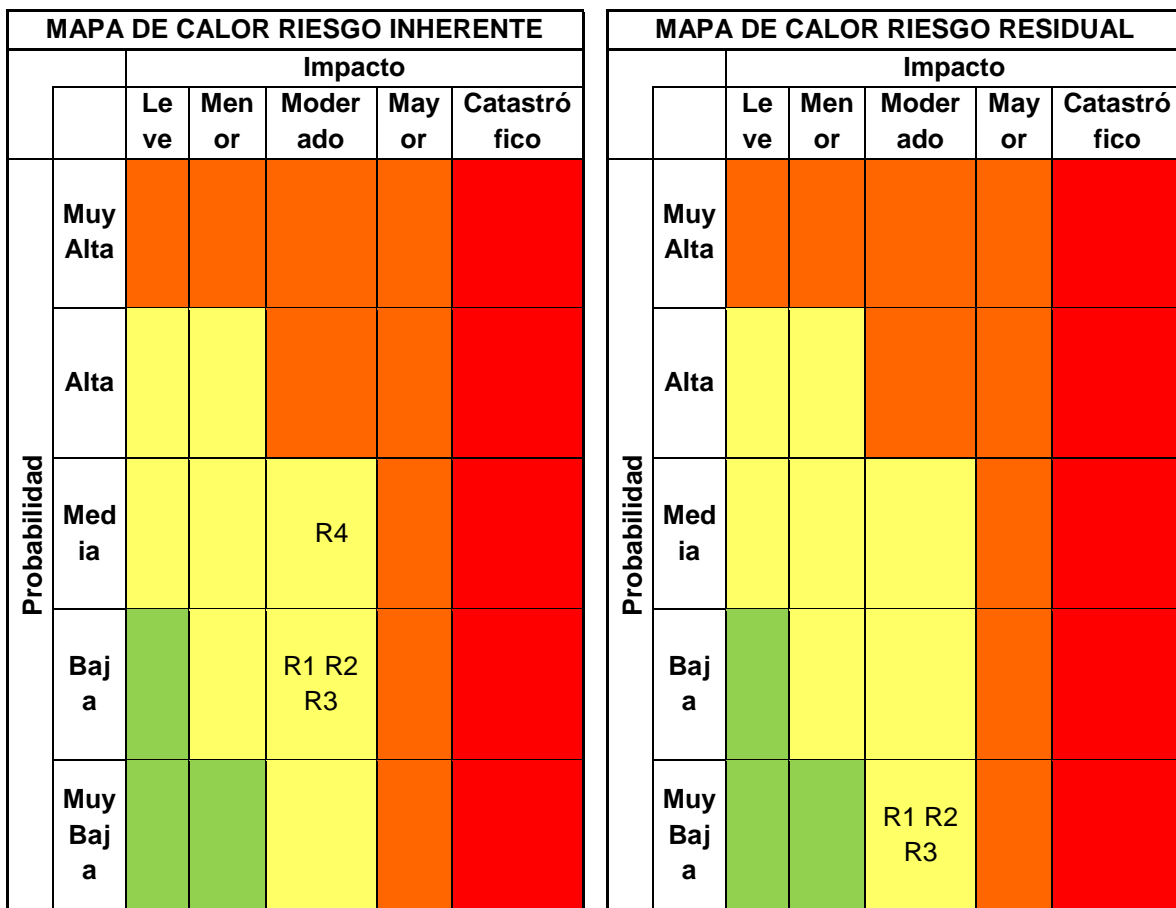 MAPA DE CALOR RIESGO INHERENTE
Impacto
Le
ve
Men
or
Moder
ado
May
or
Catastró
fico
Probabilidad
Muy
Alta
Alta
Med
ia
R4
Baj
a
R1 R2
R3
Muy
Baj
a
MAPA DE CALOR RIESGO RESIDUAL
Impacto
Le
ve
Men
or
Moder
ado
May
or
Catastró
fico
Probabilidad
Muy
Alta
Alta
Med
ia
Baj
a
Muy
Baj
a
R1 R2
R3